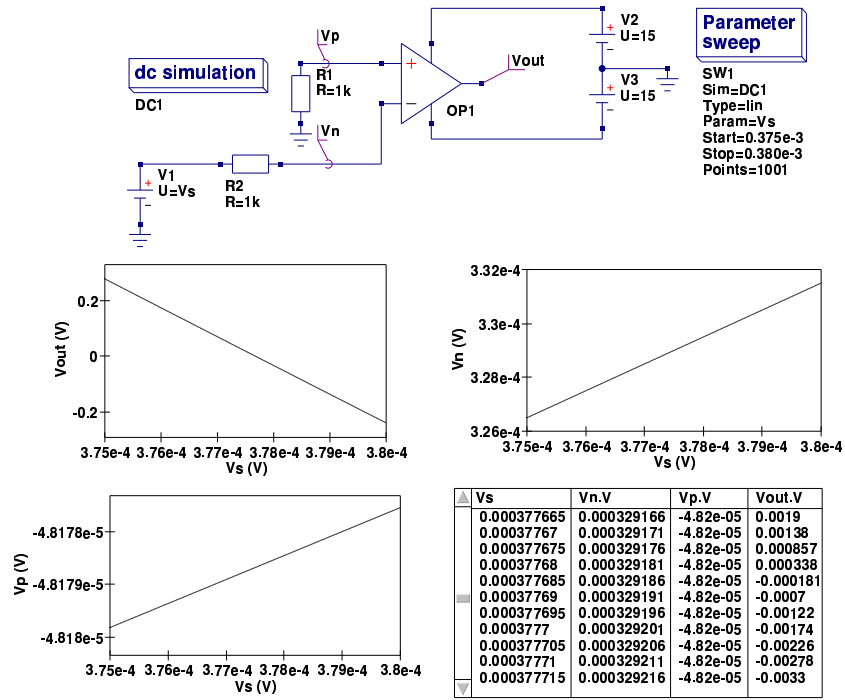 dc simulation
DC1
Vp
R1
R=1k
Vn
V1
U=Vs
R2
R=1k
+
−
OP1
Vout
+
V2
U=15
−
+
V3
U=15
−
+
−
Parameter
sweep
SW1
Sim=DC1
Type=lin
Param=Vs
Start=0.375e-3
Stop=0.380e-3
Points=1001
Vout (V)
0.2
0
-0.2
3.75e-4 3.76e-4 3.77e-4 3.78e-4 3.79e-4 3.8e-4
Vs (V)
Vn (V)
3.32e-4
3.3e-4
3.28e-4
3.26e-4
3.75e-4 3.76e-4 3.77e-4 3.78e-4 3.79e-4 3.8e-4
Vs (V)
Vp (V)
-4.8178e-5
-4.8179e-5
-4.818e-5
3.75e-4 3.76e-4 3.77e-4 3.78e-4 3.79e-4 3.8e-4
Vs (V)
Vs Vn.V Vp.V Vout.V
0.000377665 0.000329166 -4.82e-05 0.0019
0.00037767 0.000329171 -4.82e-05 0.00138
0.000377675 0.000329176 -4.82e-05 0.000857
0.00037768 0.000329181 -4.82e-05 0.000338
0.000377685 0.000329186 -4.82e-05 -0.000181
0.00037769 0.000329191 -4.82e-05 -0.0007
0.000377695 0.000329196 -4.82e-05 -0.00122
0.0003777 0.000329201 -4.82e-05 -0.00174
0.000377705 0.000329206 -4.82e-05 -0.00226
0.00037771 0.000329211 -4.82e-05 -0.00278
0.000377715 0.000329216 -4.82e-05 -0.0033